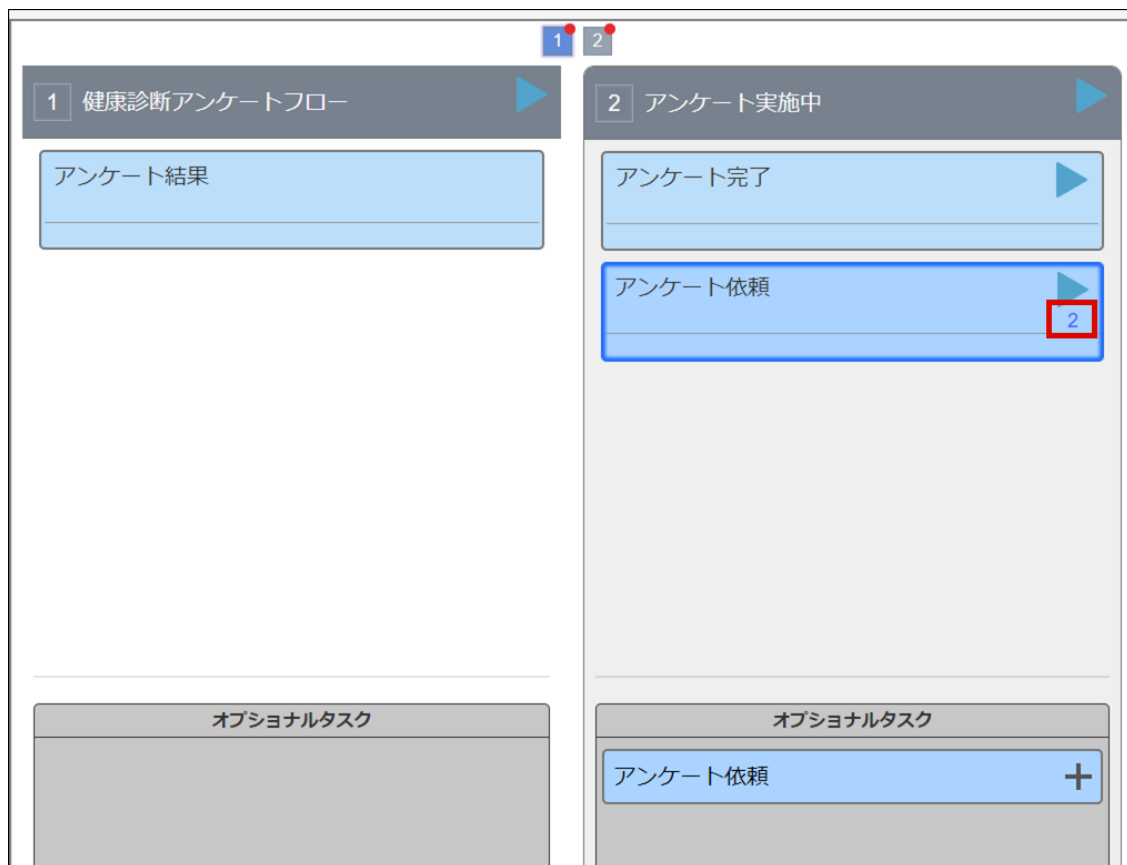 1 2
1 健康診断アンケートフロー
アンケート結果
オプショナルタスク
2 アンケート実施中
アンケート完了
アンケート依頼
2
オプショナルタスク
アンケート依頼